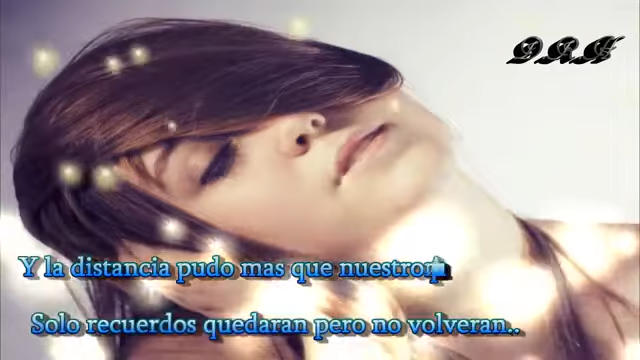 Y la distancia pudo mas que nuestro
Solo recuerdos quedaran pero no volveran..